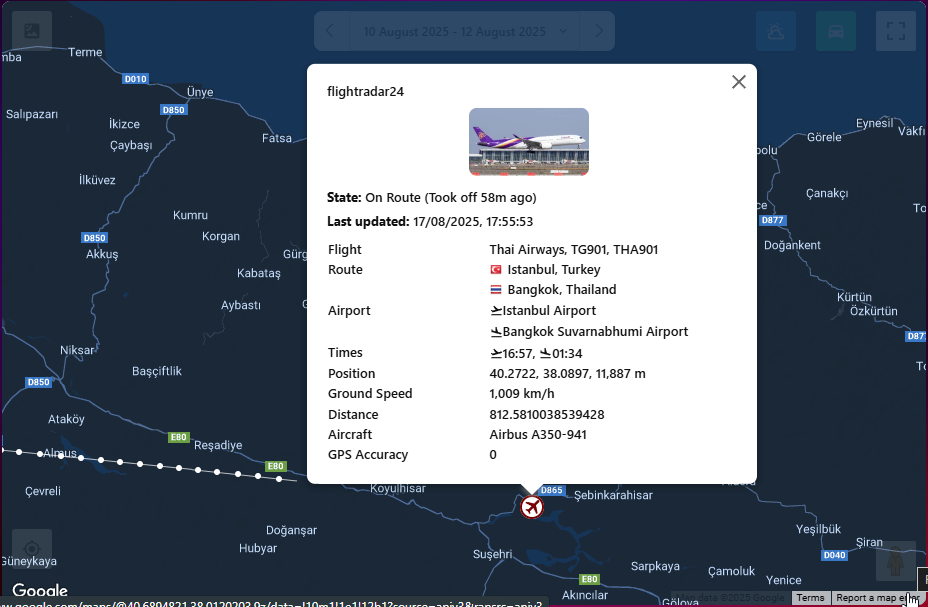 10 August 2025 - 12 August 2025
Terme
D010
Ünye
D850
Salıpazarı
İkizce
Çaybaşı
Fatsa
İlküvez
Kumru
D850
Korgan
Akkuş
Kabataş
Aybastı
Niksar
Başçiftlik
D850
Ataköy
E80
Reşadiye
Almus
E80
Çevreli
Koyulhisar
Doğanşar
Hubyar
Güneykaya
Google
flightradar24
State: On Route (Took off 58m ago)
Last updated: 17/08/2025, 17:55:53
Flight Thai Airways, TG901, THA901
Route Istanbul, Turkey
Bangkok, Thailand
Airport Istanbul Airport
Bangkok Suvarnabhumi Airport
Times 16:57, 01:34
Position 40.2722, 38.0897, 11,887 m
Ground Speed 1,009 km/h
Distance 812.5810038539428
Aircraft Airbus A350-941
GPS Accuracy 0
Eynesil
Vakfı
Görele
Çanakçı
D877
Doğankent
Kürtün
Özkürtün
D865
Şebinkarahisar
Suşehri
Yeşilbük
Şiran
D040
Sarpkaya
Çamoluk
Yenice
E80
Akıncılar
Gölova
Map data ©2025 Google
Terms
Report a map error